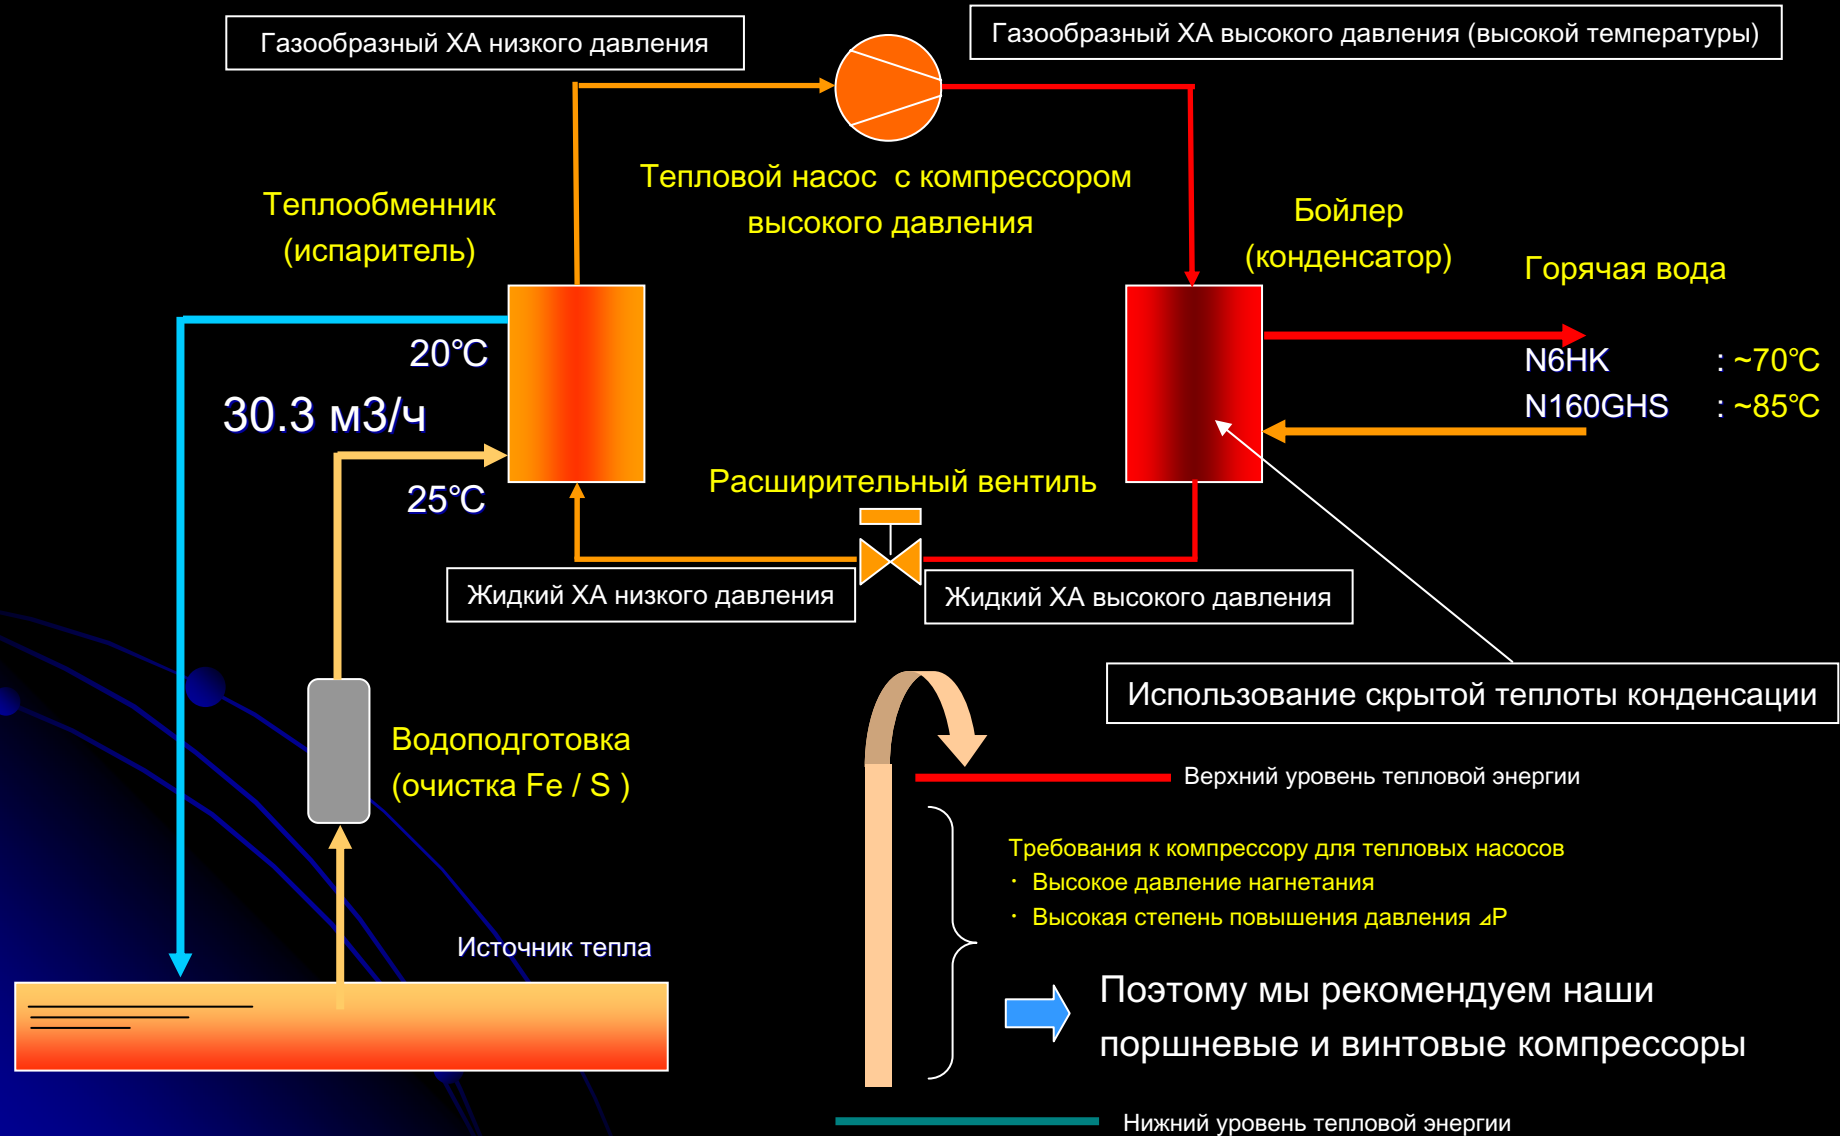 Газообразный ХА низкого давления
Газообразный ХА высокого давления (высокой температуры)
Тепловой насос с компрессором
высокого давления
Теплообменник
(испаритель)
Бойлер
(конденсатор)
Горячая вода
20℃
30.3 м3/ч
25℃
N6HK : ~70℃
N160GHS : ~85℃
Расширительный вентиль
Жидкий ХА низкого давления
Жидкий ХА высокого давления
Использование скрытой теплоты конденсации
Водоподготовка
(очистка Fe / S )
Верхний уровень тепловой энергии
Требования к компрессору для тепловых насосов
・ Высокое давление нагнетания
・ Высокая степень повышения давления ⊿P
Источник тепла
Поэтому мы рекомендуем наши
поршневые и винтовые компрессоры
Нижний уровень тепловой энергии